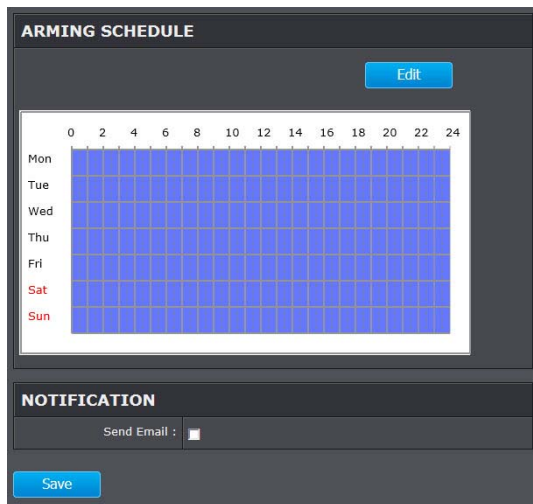 ARMING SCHEDULE
Edit
0 2 4 6 8 10 12 14 16 18 20 22 24
Mon
Tue
Wed
Thu
Fri
Sat
Sun
NOTIFICATION
Send Email :
Save